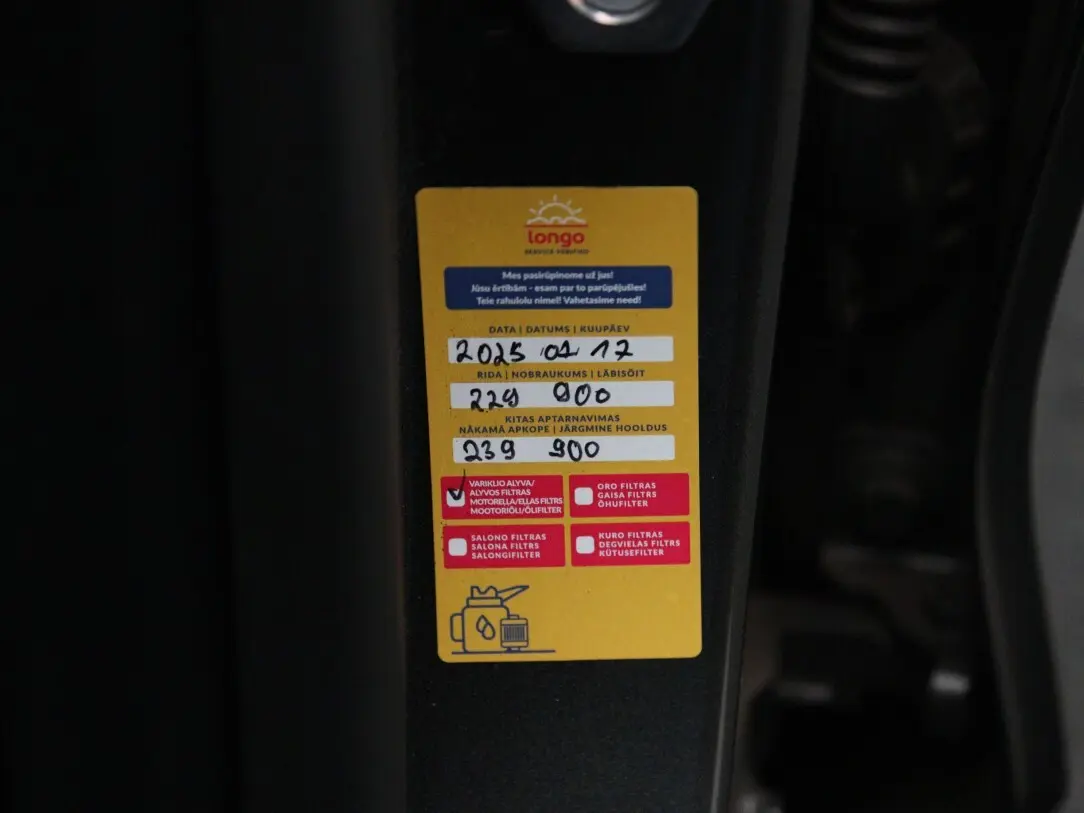 longo
SERVICE VERIFIED
Mes pasirūpinome už jus!
Jūsu ērtībām - esam par to parūpējušies!
Teie rahulolu nimel! Vahetasime need!
DATA | DATUMS | KUUPÄEV
2025 01 17
RIDA | NOBRAUKUMS | LÄBISÕIT
229 900
KITAS APTARNAVIMAS
NĀKAMĀ APKOPE | JÄRGMINE HOOLDUS
239 900
VARIKLIO ALYVA/
ALYVOS FILTRAS
MOTOREĻĻA/EĻĻAS FILTRS
MOOTORIÕLI/ÕLIFILTER
ORO FILTRAS
GAISA FILTRS
ÕHUFILTER
SALONO FILTRAS
SALONA FILTRS
SALONGIFILTER
KURO FILTRAS
DEGVIELAS FILTRS
KÜTUSEFILTER